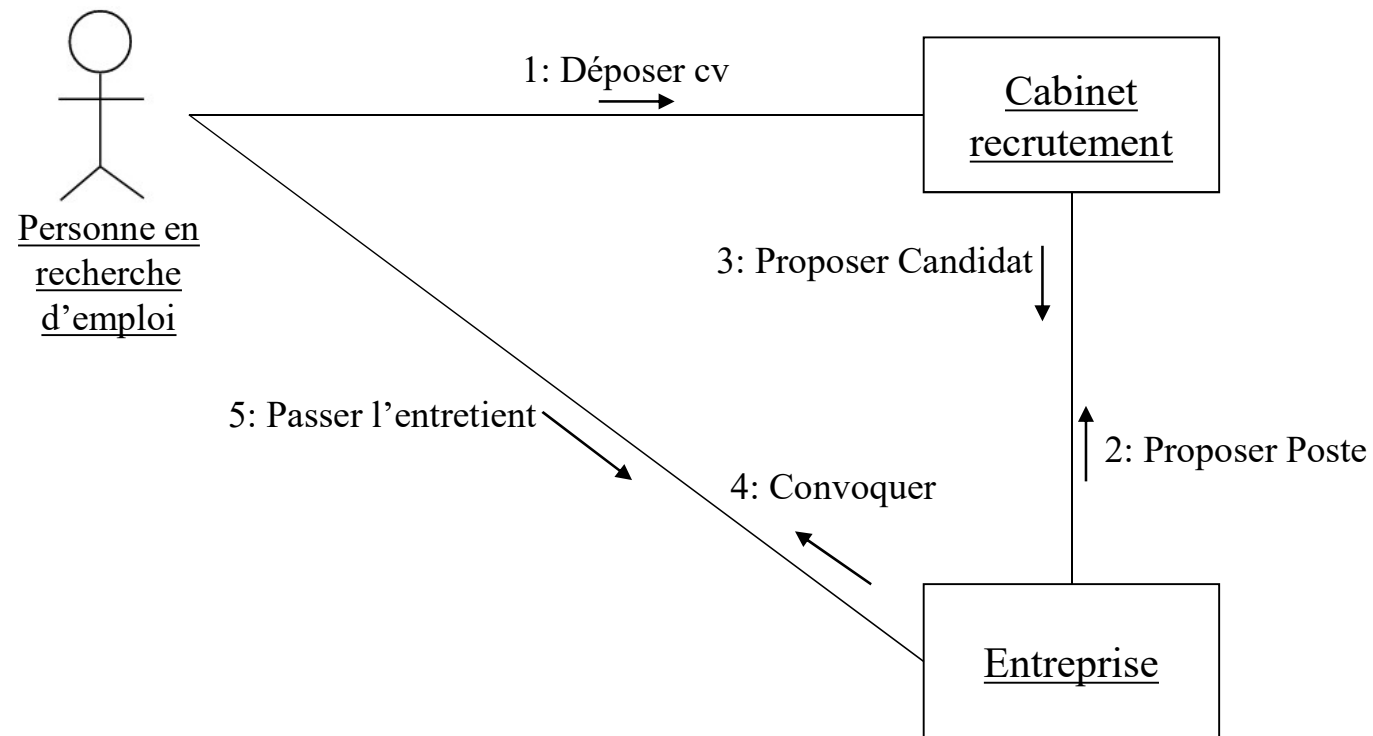 1: Déposer cv
Cabinet
recrutement
Personne en
recherche
d’emploi
3: Proposer Candidat
5: Passer l’entretient
2: Proposer Poste
4: Convoquer
Entreprise